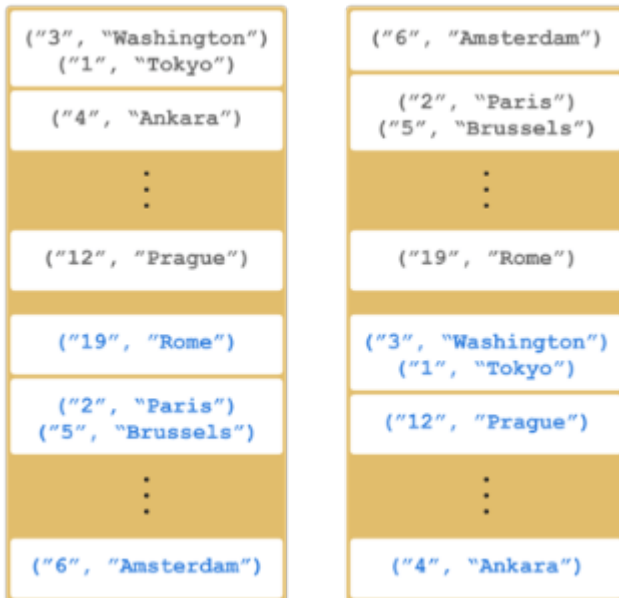 ("3", "Washington")
("1", "Tokyo")
("4", "Ankara")
("12", "Prague")
("19", "Rome")
("2", "Paris")
("5", "Brussels")
("6", "Amsterdam")
("6", "Amsterdam")
("2", "Paris")
("5", "Brussels")
("19", "Rome")
("3", "Washington")
("1", "Tokyo")
("12", "Prague")
("4", "Ankara")